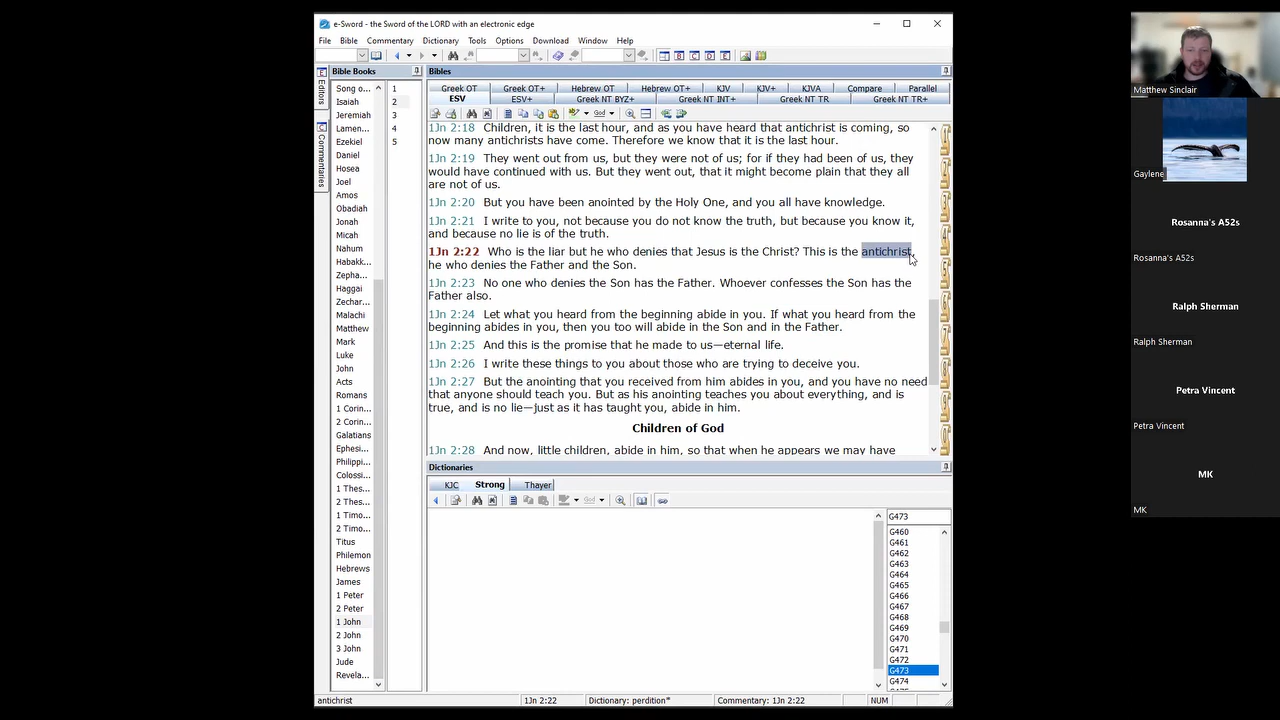 e-Sword - the Sword of the LORD with an electronic edge
File Bible Commentary Dictionary Tools Options Download Window Help
Editors
Commentaries
Bible Books
Song o...
Isaiah
Jeremiah
Lamen...
Ezekiel
Daniel
Hosea
Joel
Amos
Obadiah
Jonah
Micah
Nahum
Habakk...
Zepha...
Haggai
Zechar...
Malachi
Matthew
Mark
Luke
John
Acts
Romans
1 Corin...
2 Corin...
Galatians
Ephesi...
Philippi...
Colossi...
1 Thes...
2 Thes...
1 Timo...
2 Timo...
Titus
Philemon
Hebrews
James
1 Peter
2 Peter
1 John
2 John
3 John
Jude
Revela...
1
2
3
4
5
Bibles
Greek OT Greek OT+ Hebrew OT Hebrew OT+ KJV KJV+ KJVA Compare Parallel
ESV ESV+ Greek NT BYZ+ Greek NT INT+ Greek NT TR Greek NT TR+
1Jn 2:18 Children, it is the last hour, and as you have heard that antichrist is coming, so
now many antichrists have come. Therefore we know that it is the last hour.
1Jn 2:19 They went out from us, but they were not of us; for if they had been of us, they
would have continued with us. But they went out, that it might become plain that they all
are not of us.
1Jn 2:20 But you have been anointed by the Holy One, and you all have knowledge.
1Jn 2:21 I write to you, not because you do not know the truth, but because you know it,
and because no lie is of the truth.
1Jn 2:22 Who is the liar but he who denies that Jesus is the Christ? This is the antichrist,
he who denies the Father and the Son.
1Jn 2:23 No one who denies the Son has the Father. Whoever confesses the Son has the
Father also.
1Jn 2:24 Let what you heard from the beginning abide in you. If what you heard from the
beginning abides in you, then you too will abide in the Son and in the Father.
1Jn 2:25 And this is the promise that he made to us—eternal life.
1Jn 2:26 I write these things to you about those who are trying to deceive you.
1Jn 2:27 But the anointing that you received from him abides in you, and you have no need
that anyone should teach you. But as his anointing teaches you about everything, and is
true, and is no lie—just as it has taught you, abide in him.
Children of God
1Jn 2:28 And now, little children, abide in him, so that when he appears we may have
Dictionaries
KJC Strong Thayer
G473
G460
G461
G462
G463
G464
G465
G466
G467
G468
G469
G470
G471
G472
G473
G474
antichrist 1Jn 2:22 Dictionary: perdition* Commentary: 1Jn 2:22 NUM
Matthew Sinclair
Gaylene
Rosanna's A52s
Rosanna's A52s
Ralph Sherman
Ralph Sherman
Petra Vincent
Petra Vincent
MK
MK